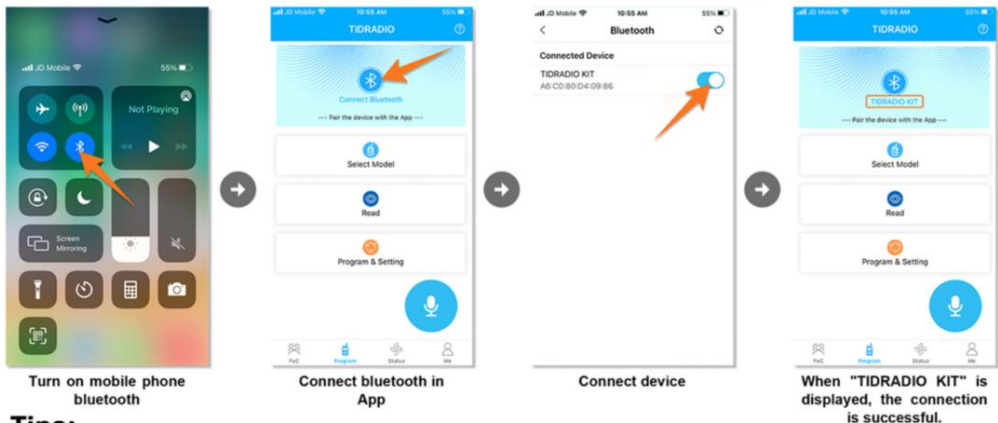 JD Mobile
55%
Not Playing
Screen
Mirroring
Turn on mobile phone
bluetooth
JD Mobile 10:55 AM 55%
TIDRADIO
Connect Bluetooth
--- Pair the device with the App ---
Select Model
Read
Program & Setting
PoC Program Status Me
Connect bluetooth in
App
JD Mobile 10:55 AM 55%
Bluetooth
Connected Device
TIDRADIO KIT
A6:C0:80:D4:09:86
Connect device
JD Mobile 10:55 AM 55%
TIDRADIO
TIDRADIO KIT
--- Pair the device with the App ---
Select Model
Read
Program & Setting
PoC Program Status Me
When "TIDRADIO KIT" is
displayed, the connection
is successful.
Tips: